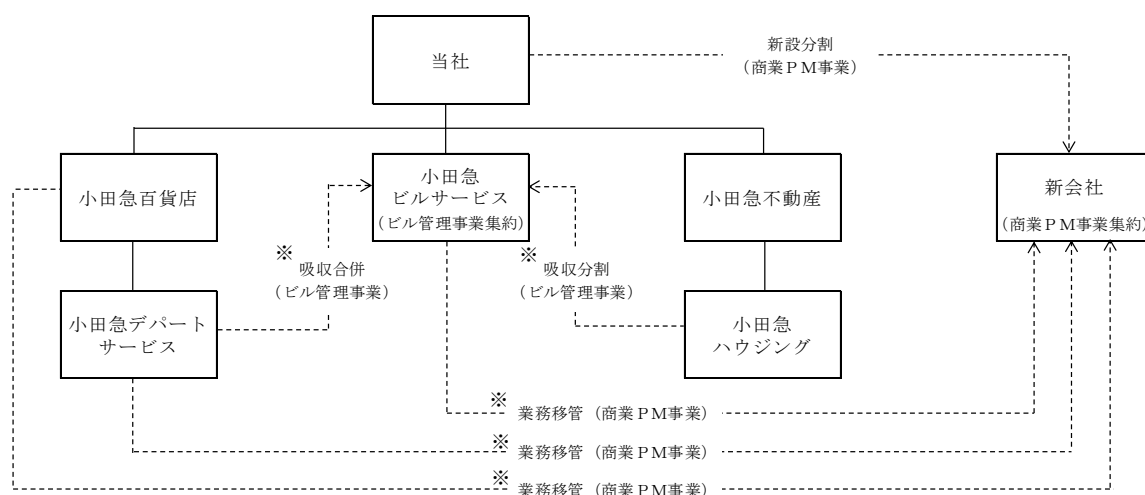 当社
新設分割
（商業ＰＭ事業）
小田急百貨店
小田急
ビルサービス
（ビル管理事業集約）
小田急不動産
新会社
（商業ＰＭ事業集約）
※
吸収合併
（ビル管理事業）
※
吸収分割
（ビル管理事業）
小田急デパート
サービス
小田急
ハウジング
※ 業務移管（商業ＰＭ事業）
※ 業務移管（商業ＰＭ事業）
※ 業務移管（商業ＰＭ事業）